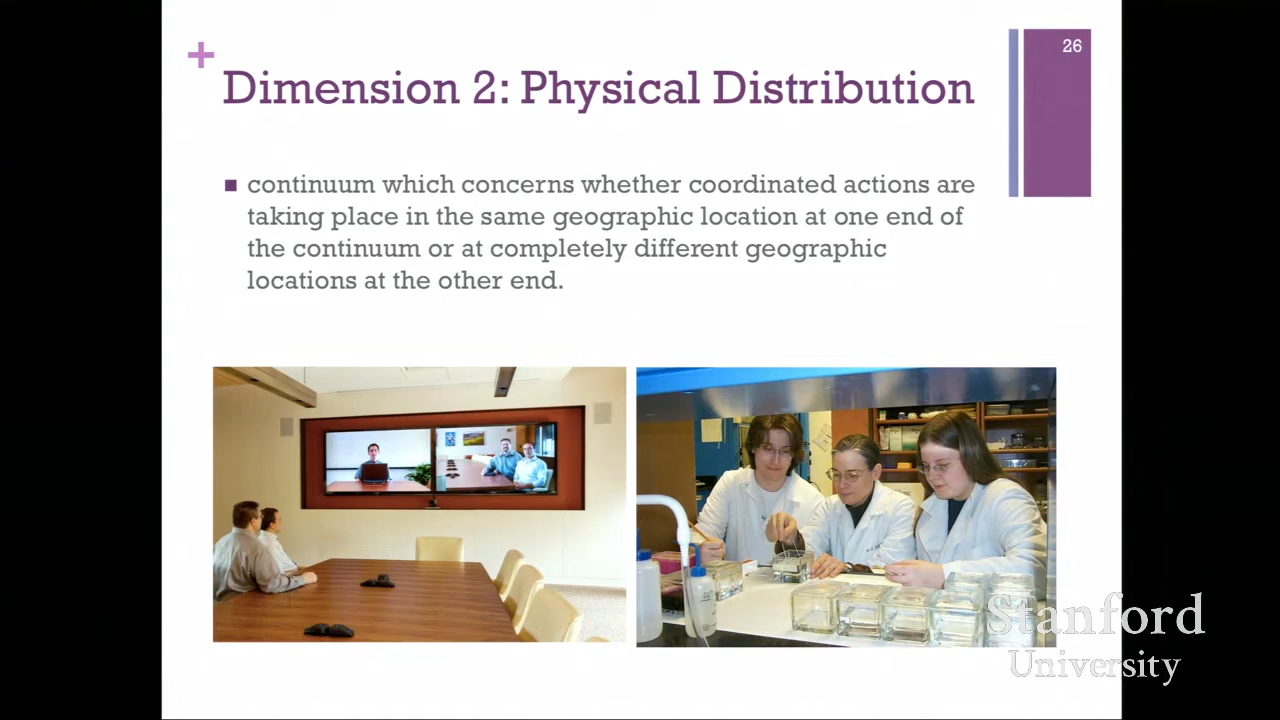 26
+
Dimension 2: Physical Distribution
continuum which concerns whether coordinated actions are
taking place in the same geographic location at one end of
the continuum or at completely different geographic
locations at the other end.
Stanford
University